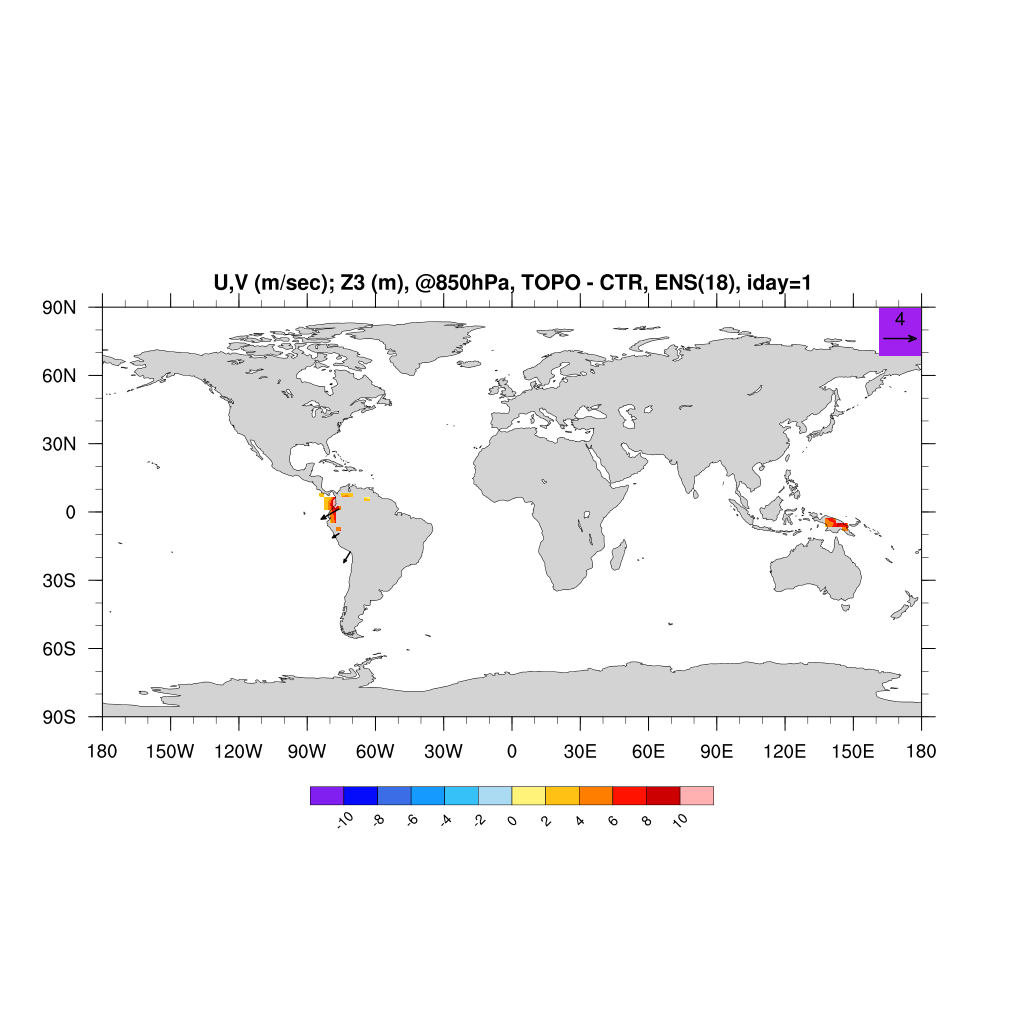 U,V (m/sec); Z3 (m), @850hPa, TOPO - CTR, ENS(18), iday=1
4
90N
60N
30N
0
30S
60S
90S
180 150W 120W 90W 60W 30W 0 30E 60E 90E 120E 150E 180
-10 -8 -6 -4 -2 0 2 4 6 8 10